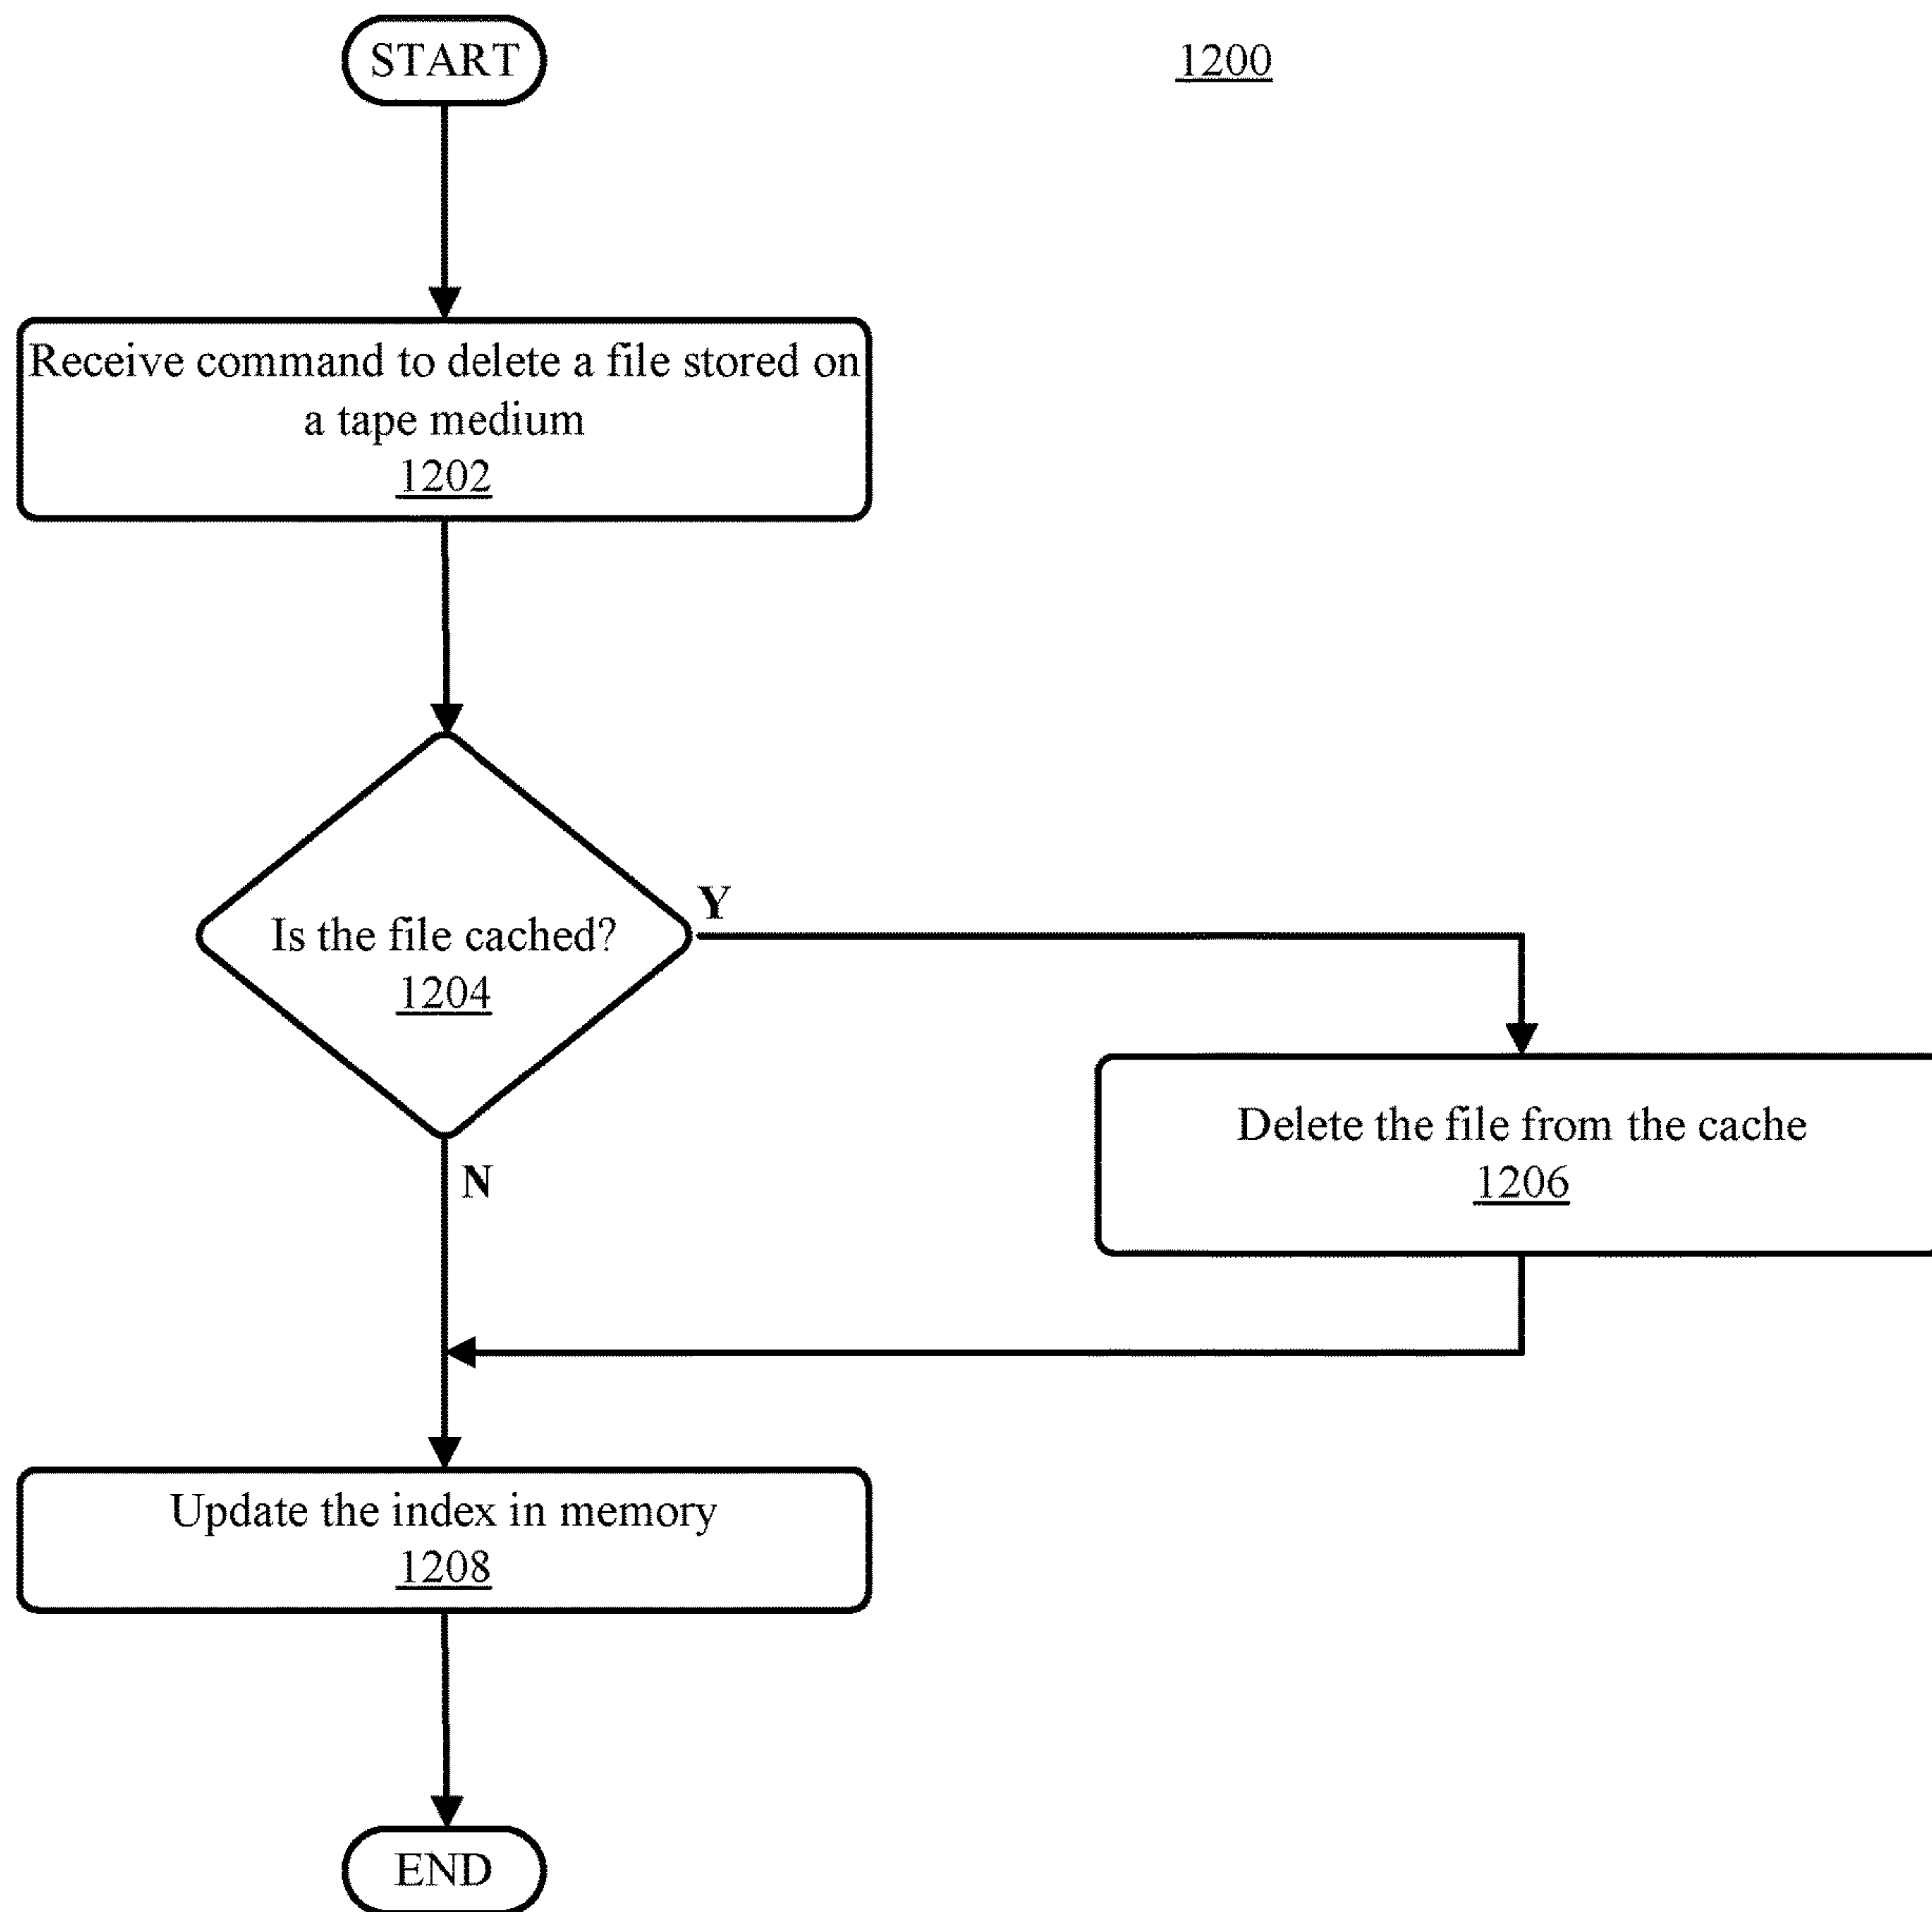 START
1200
Receive command to delete a file stored on
a tape medium
1202
Is the file cached?
1204
Y
N
Delete the file from the cache
1206
Update the index in memory
1208
END